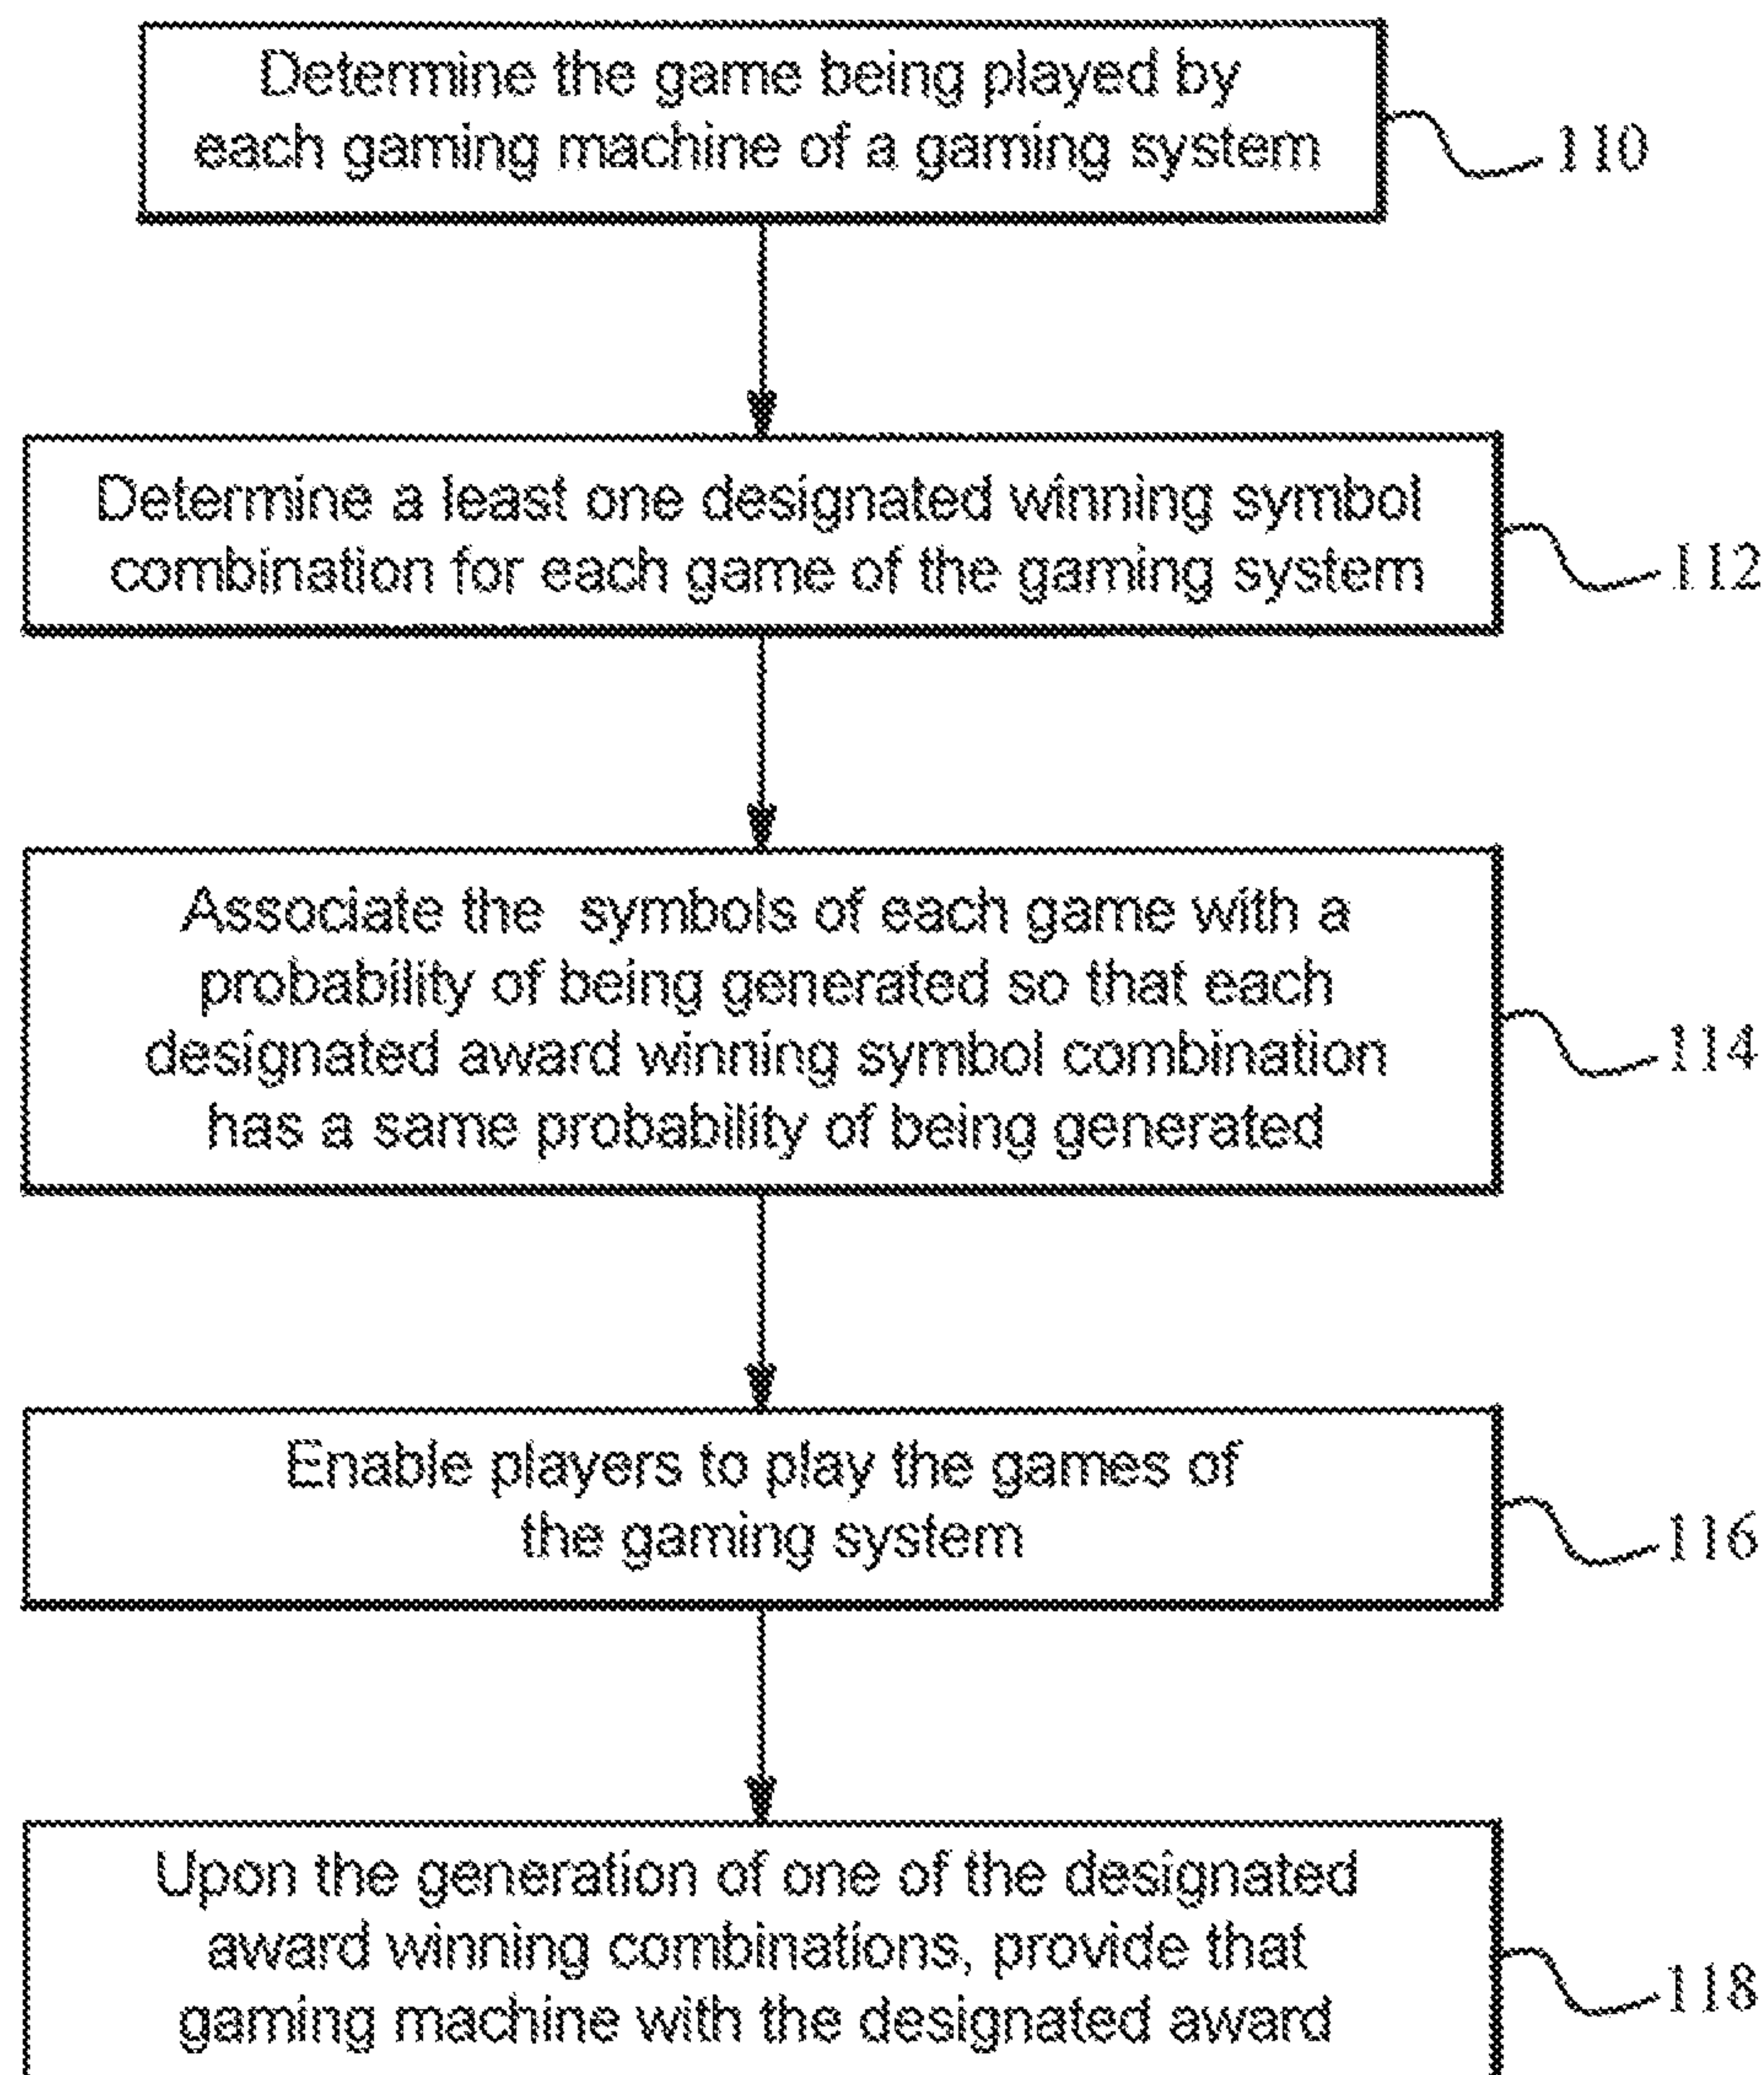 Determine the game being played by
each gaming machine of a gaming system
110
Determine a least one designated winning symbol
combination for each game of the gaming system
112
Associate the symbols of each game with a
probability of being generated so that each
designated award winning symbol combination
has a same probability of being generated
114
Enable players to play the games of
the gaming system
116
Upon the generation of one of the designated
award winning combinations, provide that
gaming machine with the designated award
118